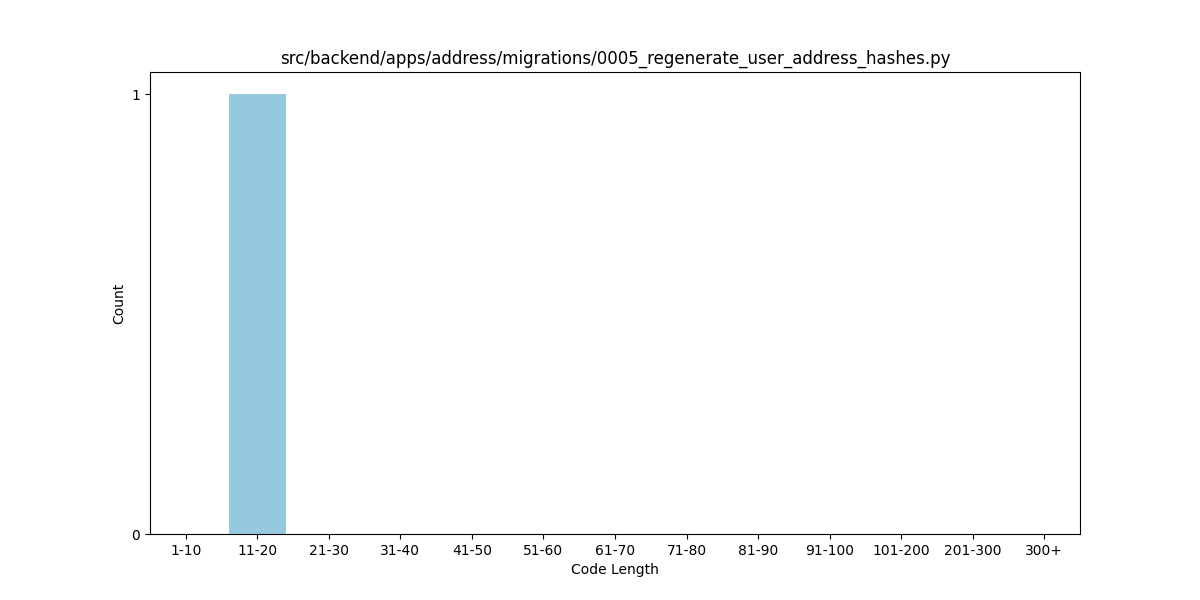 src/backend/apps/address/migrations/0005_regenerate_user_address_hashes.py
1
Count
0
1-10 11-20 21-30 31-40 41-50 51-60 61-70 71-80 81-90 91-100 101-200 201-300 300+
Code Length